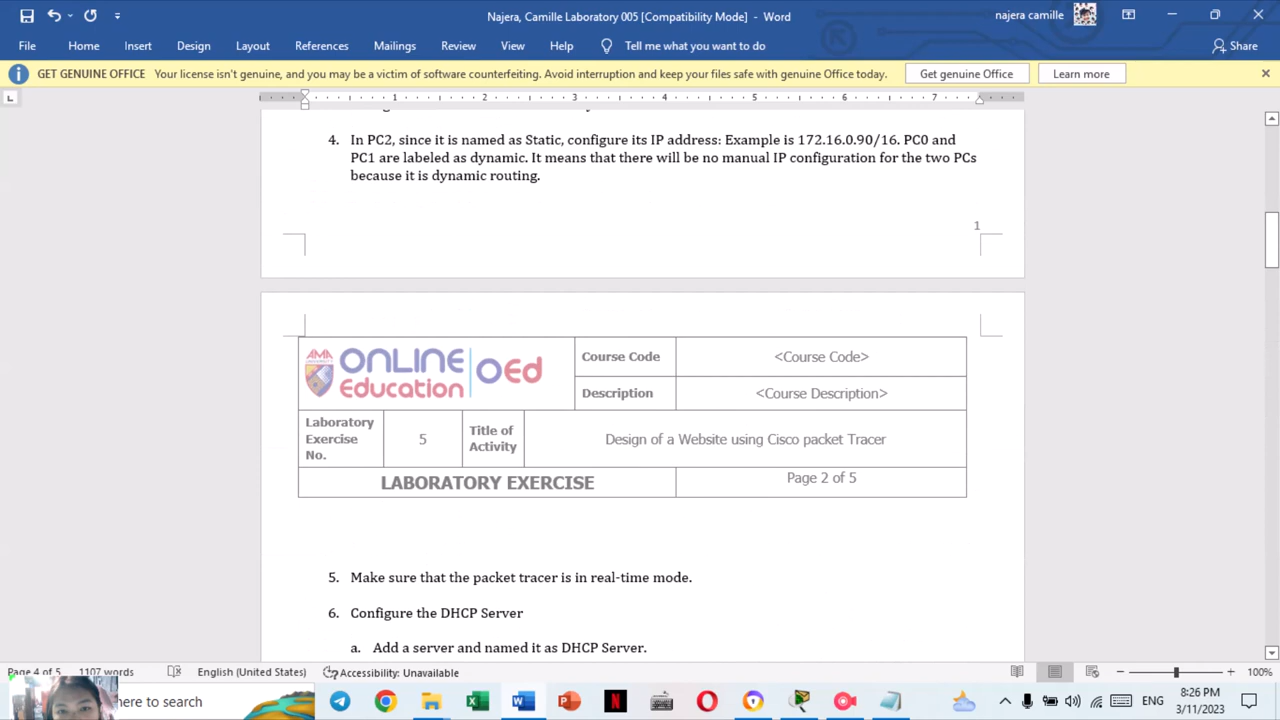 Najera, Camille Laboratory 005 [Compatibility Mode] - Word
najera camille
File Home Insert Design Layout References Mailings Review View Help Tell me what you want to do Share
GET GENUINE OFFICE Your license isn't genuine, and you may be a victim of software counterfeiting. Avoid interruption and keep your files safe with genuine Office today. Get genuine Office Learn more
1 2 3 4 5 6 7
4. In PC2, since it is named as Static, configure its IP address: Example is 172.16.0.90/16. PC0 and
PC1 are labeled as dynamic. It means that there will be no manual IP configuration for the two PCs
because it is dynamic routing.
1
AMA
ONLINE
Education
OEd
Course Code <Course Code>
Description <Course Description>
Laboratory
Exercise
No.
5
Title of
Activity
Design of a Website using Cisco packet Tracer
LABORATORY EXERCISE
Page 2 of 5
5. Make sure that the packet tracer is in real-time mode.
6. Configure the DHCP Server
a. Add a server and named it as DHCP Server.
Page 4 of 5 1107 words English (United States) Accessibility: Unavailable 100%
here to search
ENG
8:26 PM
3/11/2023